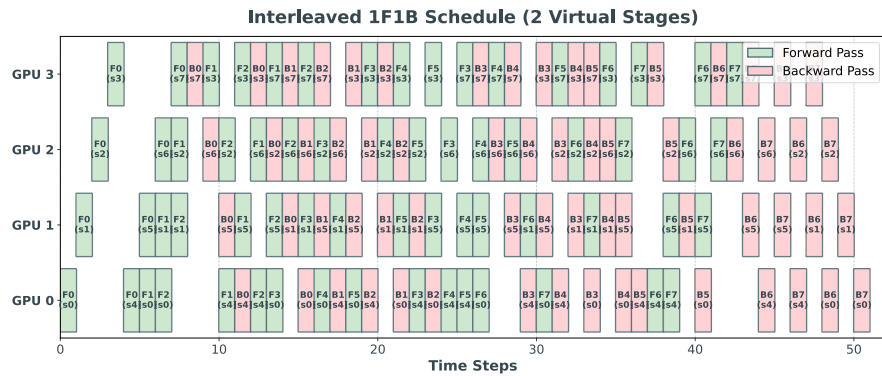 Interleaved 1F1B Schedule (2 Virtual Stages)
Forward Pass
Backward Pass
GPU 3
F0 F0 B0 F1 F2 B0 F1 B1 F2 B2 B1 F3 B2 F4 F5 F3 B3 F4 B4 B3 F5 B4 B5 F6 F7 B5 F6 B6 F7
(s3) (s7) (s7) (s3) (s3) (s3) (s7) (s7) (s7) (s7) (s3) (s3) (s3) (s3) (s3) (s7) (s7) (s7) (s7) (s3) (s7) (s3) (s7) (s3) (s3) (s3) (s7) (s7) (s7)
GPU 2
F0 F0 F1 B0 F2 F1 B0 F2 B1 F3 B2 B1 F4 B2 F5 F3 F4 B3 F5 B4 B3 F6 B4 B5 F7 B5 F6 F7 B6 B7 B6 B7
(s2) (s6) (s2) (s6) (s2) (s6) (s2) (s6) (s6) (s2) (s6) (s2) (s2) (s2) (s2) (s6) (s6) (s6) (s6) (s6) (s2) (s2) (s2) (s6) (s2) (s2) (s6) (s6) (s6) (s6) (s2) (s2)
GPU 1
F0 F0 F1 F2 B0 F1 F2 B0 F3 B1 F4 B2 B1 F5 B2 F3 F4 F5 B3 F6 B4 B3 F7 B4 B5 F6 B5 F7 B6 B7 B6 B7
(s1) (s5) (s1) (s1) (s5) (s5) (s5) (s1) (s1) (s5) (s1) (s5) (s1) (s1) (s1) (s5) (s5) (s5) (s5) (s1) (s5) (s1) (s1) (s1) (s5) (s5) (s1) (s5) (s5) (s5) (s1) (s1)
GPU 0
F0 F0 F1 F2 F1 B0 F2 F3 B0 F4 B1 F5 B2 B1 F3 B2 F4 F5 F6 B3 F7 B4 B3 B4 B5 F6 F7 B5 B6 B7 B6 B7
(s0) (s4) (s0) (s0) (s4) (s4) (s4) (s0) (s0) (s0) (s4) (s0) (s4) (s0) (s4) (s0) (s4) (s4) (s0) (s4) (s0) (s4) (s0) (s0) (s4) (s4) (s4) (s0) (s4) (s4) (s0) (s0)
0 10 20 30 40 50
Time Steps